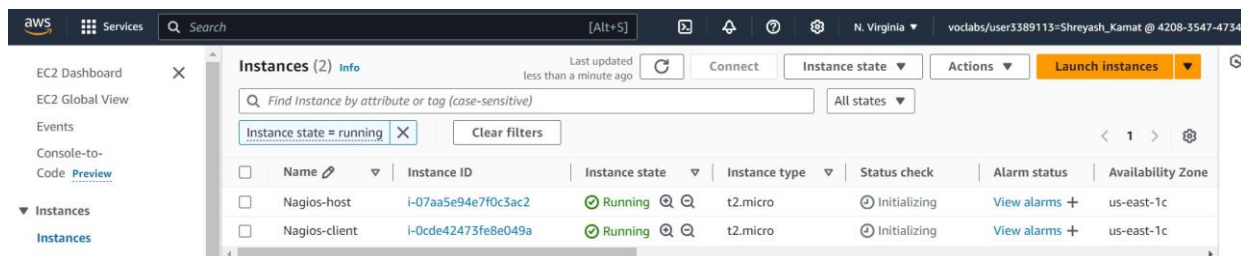 aws Services Search [Alt+S] N. Virginia ▼ voclabs/user3389113=Shreyash_Kamat @ 4208-3547-4734
EC2 Dashboard
EC2 Global View
Events
Console-to-
Code Preview
▼ Instances
Instances
Instances (2) Info Last updated less than a minute ago Connect Instance state ▼ Actions ▼ Launch instances ▼
Find Instance by attribute or tag (case-sensitive) All states ▼
Instance state = running Clear filters
< 1 >
Name Instance ID Instance state Instance type Status check Alarm status Availability Zone
Nagios-host i-07aa5e94e7f0c3ac2 Running t2.micro Initializing View alarms + us-east-1c
Nagios-client i-0cde42473fe8e049a Running t2.micro Initializing View alarms + us-east-1c